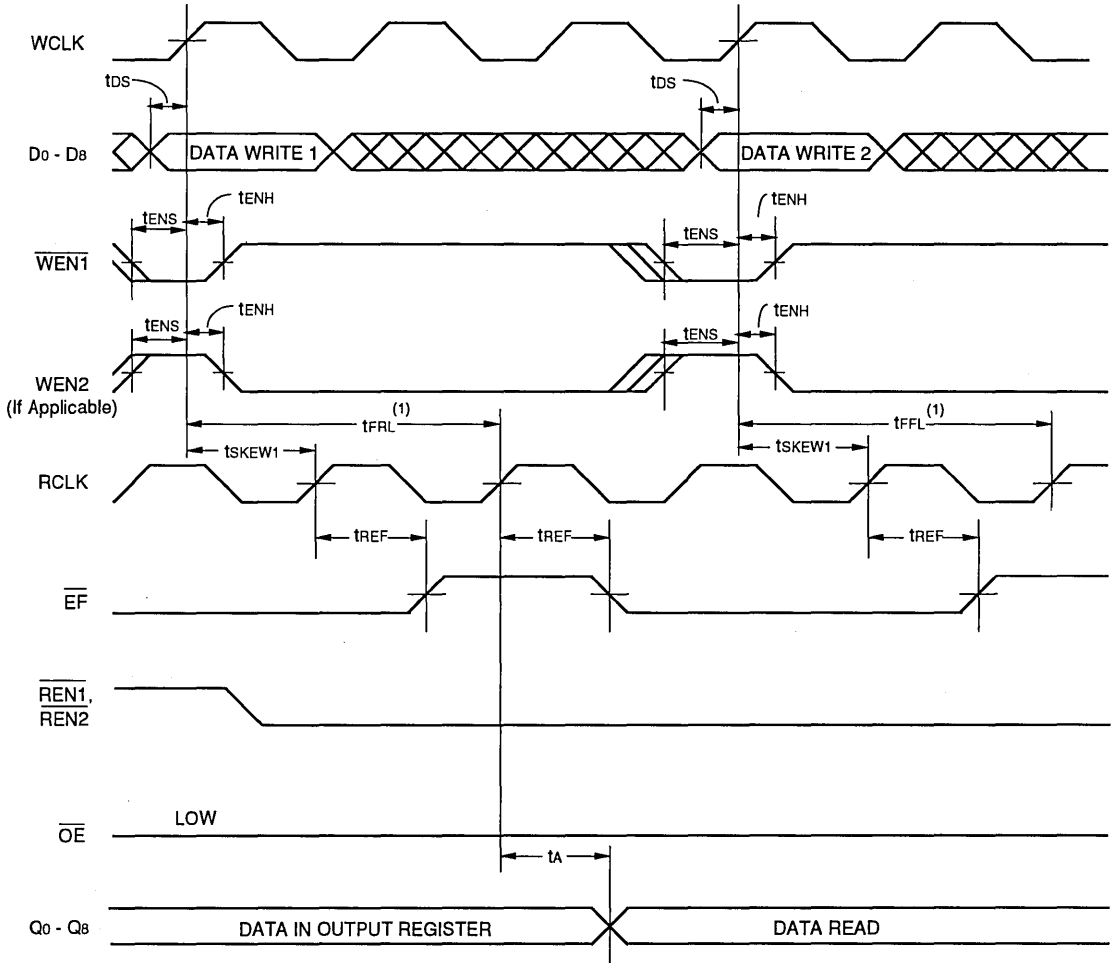 WCLK
tDS
tDS
D0 - D8
DATA WRITE 1
DATA WRITE 2
tENH
tENH
tENS
tENS
WEN1
tENH
tENH
tENS
tENS
WEN2
(If Applicable)
(1)
(1)
tFRL
tFFL
tSKEW1
tSKEW1
RCLK
tREF
tREF
tREF
EF
REN1,
REN2
LOW
OE
tA
Q0 - Q8
DATA IN OUTPUT REGISTER
DATA READ